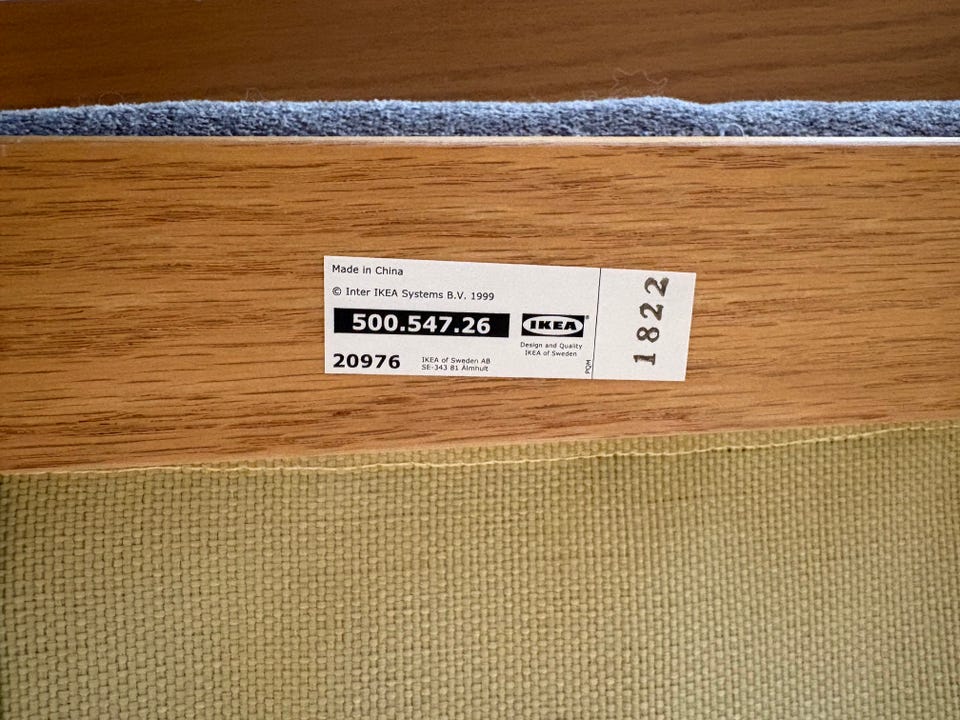 Made in China
© Inter IKEA Systems B.V. 1999
500.547.26
IKEA®
Design and Quality
IKEA of Sweden
20976
IKEA of Sweden AB
SE-343 81 Älmhult
PQM
1822